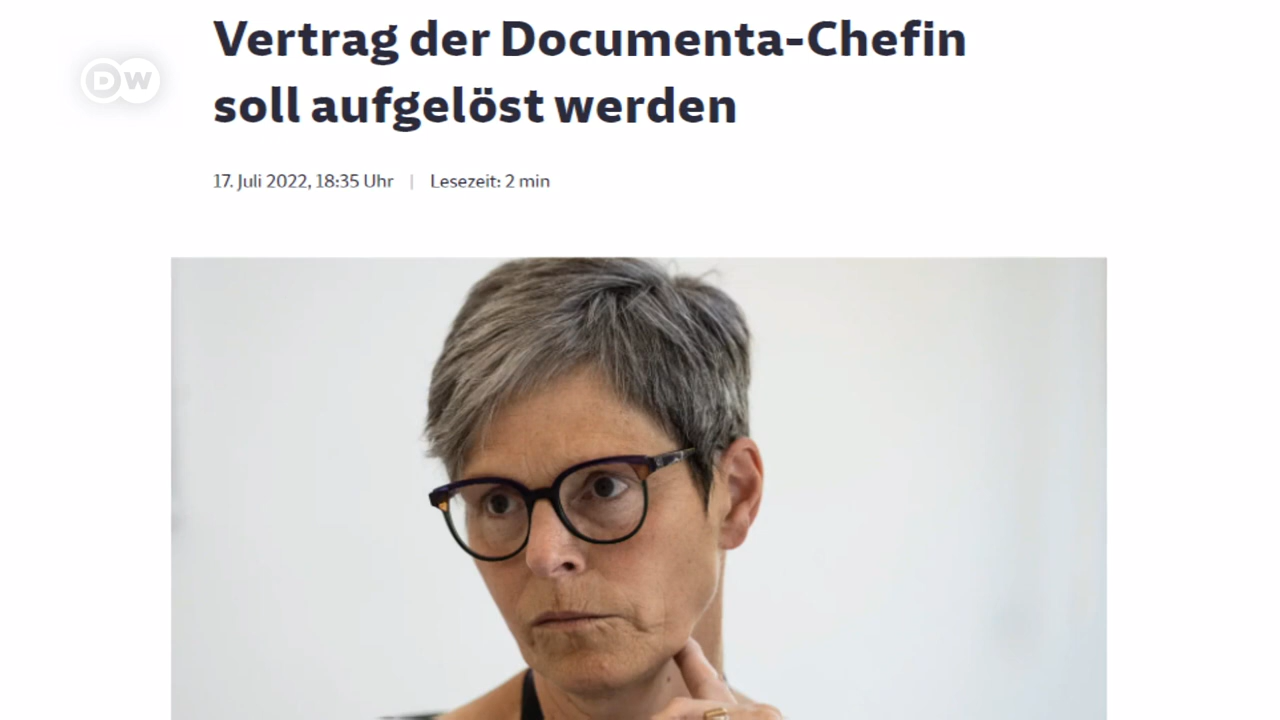 Vertrag der Documenta-Chefin
DW
soll aufgelöst werden
17. Juli 2022, 18:35 Uhr | Lesezeit: 2 min